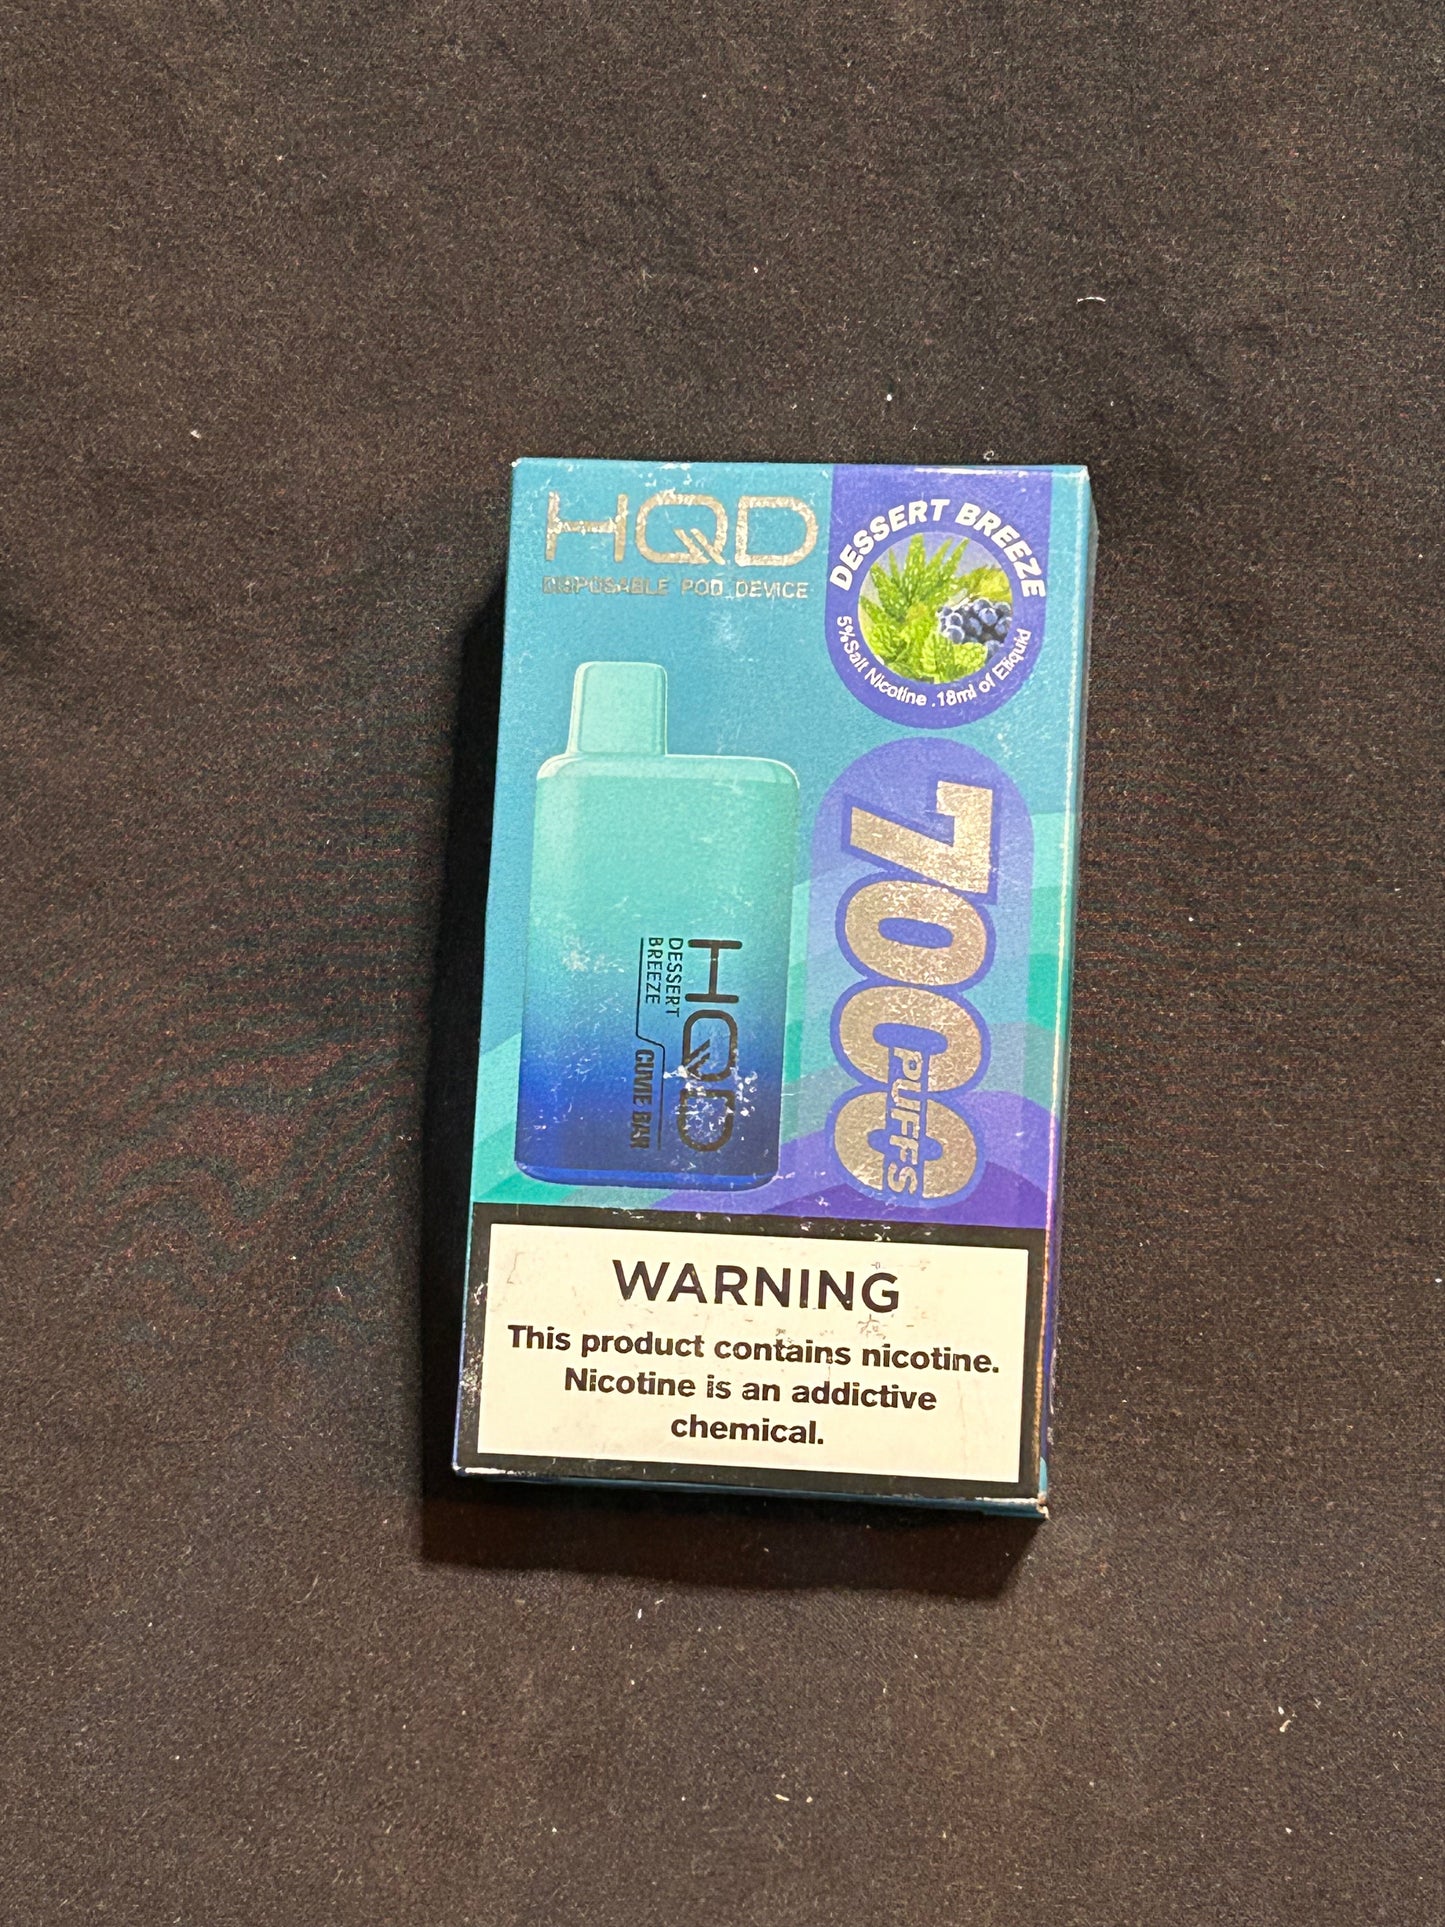 HQD
DISPOSABLE POD DEVICE
DESSERT BREEZE
5%Salt Nicotine .18ml of Eliquid
7000
PUFFS
HQD
DESSERT
BREEZE
CUVIE BAR
WARNING
This product contains nicotine.
Nicotine is an addictive
chemical.